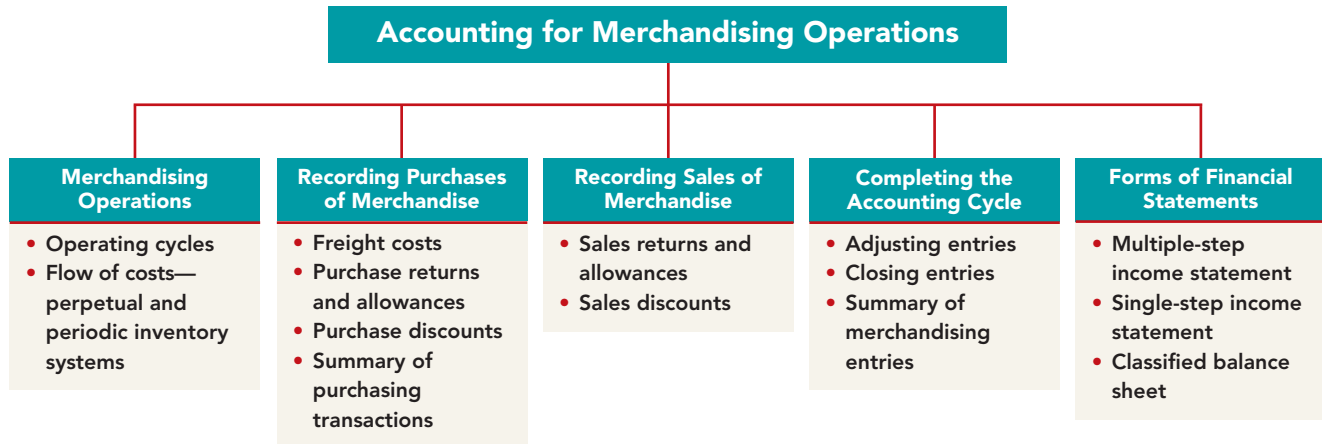 Accounting for Merchandising Operations
Merchandising
Operations
• Operating cycles
• Flow of costs—
perpetual and
periodic inventory
systems
Recording Purchases
of Merchandise
• Freight costs
• Purchase returns
and allowances
• Purchase discounts
• Summary of
purchasing
transactions
Recording Sales of
Merchandise
• Sales returns and
allowances
• Sales discounts
Completing the
Accounting Cycle
• Adjusting entries
• Closing entries
• Summary of
merchandising
entries
Forms of Financial
Statements
• Multiple-step
income statement
• Single-step income
statement
• Classified balance
sheet